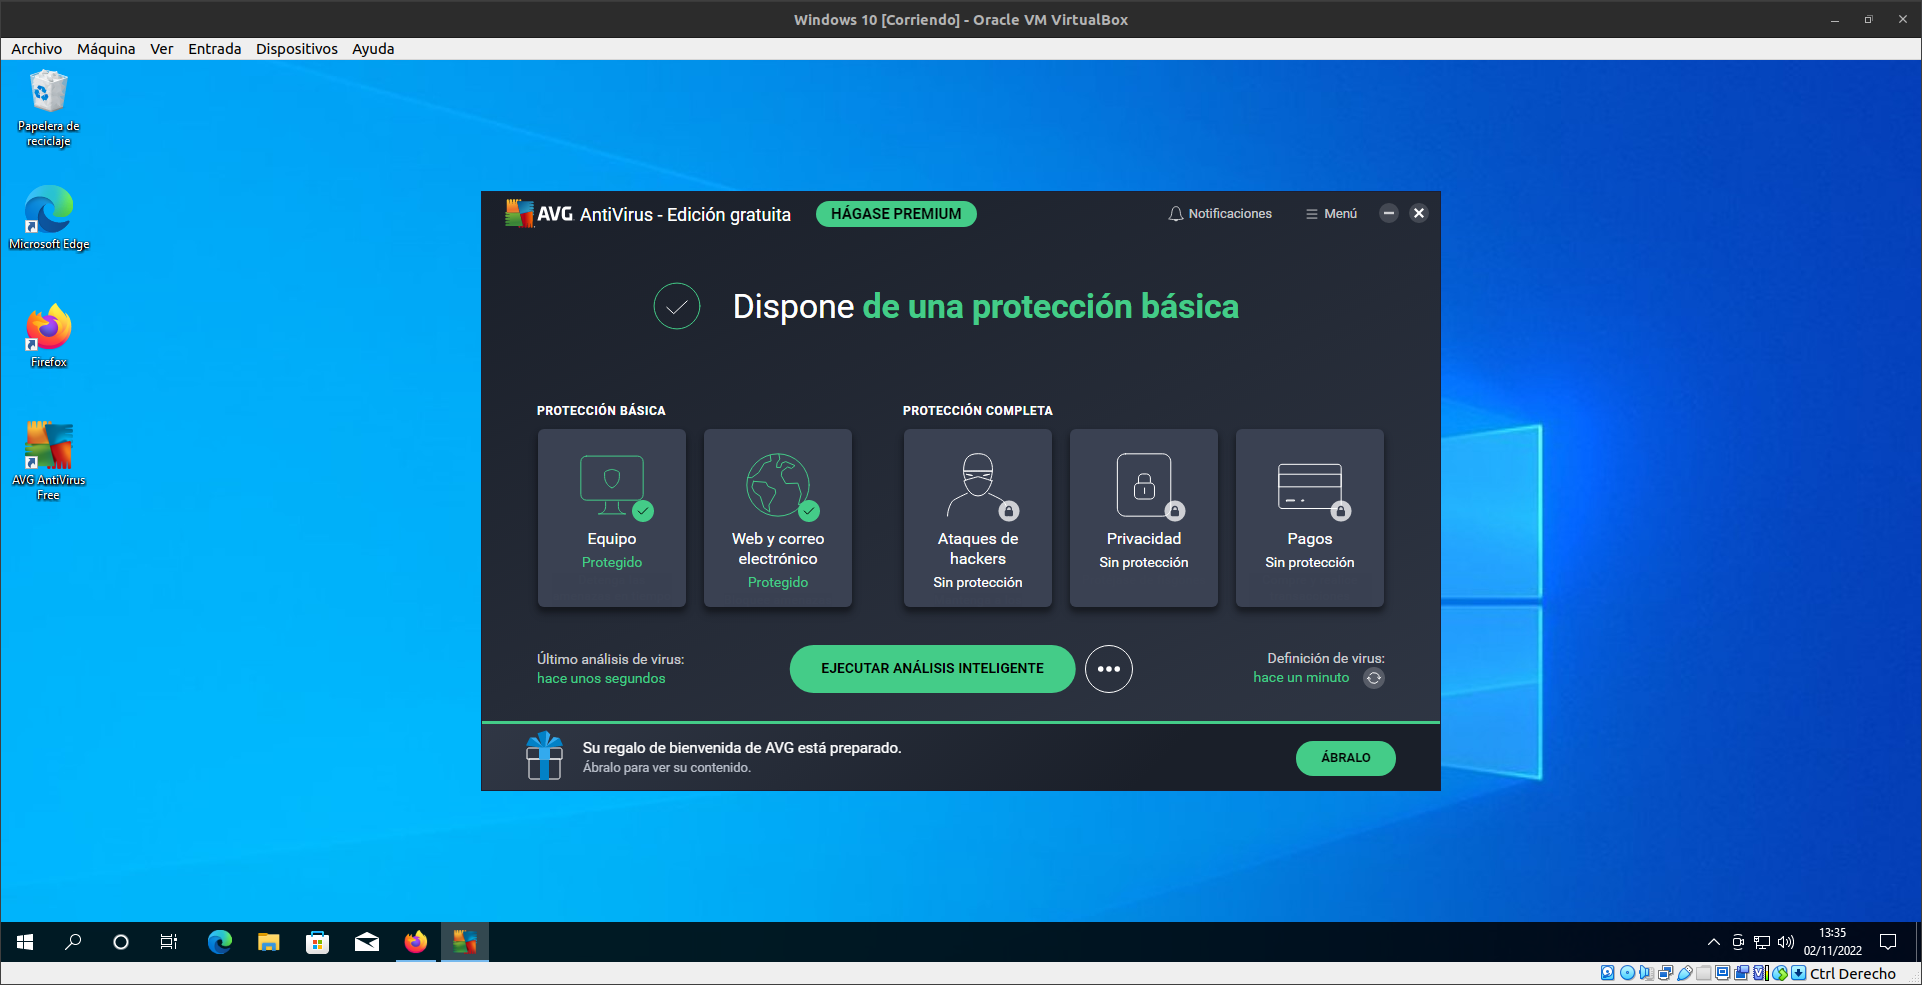 Windows 10 [Corriendo] - Oracle VM VirtualBox
Archivo Máquina Ver Entrada Dispositivos Ayuda
Papelera de
reciclaje
Microsoft Edge
Firefox
AVG AntiVirus
Free
AVG AntiVirus - Edición gratuita
HÁGASE PREMIUM
Notificaciones
Menú
Dispone de una protección básica
PROTECCIÓN BÁSICA
PROTECCIÓN COMPLETA
Equipo
Protegido
Web y correo
electrónico
Protegido
Ataques de
hackers
Sin protección
Privacidad
Sin protección
Pagos
Sin protección
Último análisis de virus:
hace unos segundos
EJECUTAR ANÁLISIS INTELIGENTE
Definición de virus:
hace un minuto
Su regalo de bienvenida de AVG está preparado.
Ábralo para ver su contenido.
ÁBRALO
13:35
02/11/2022
Ctrl Derecho